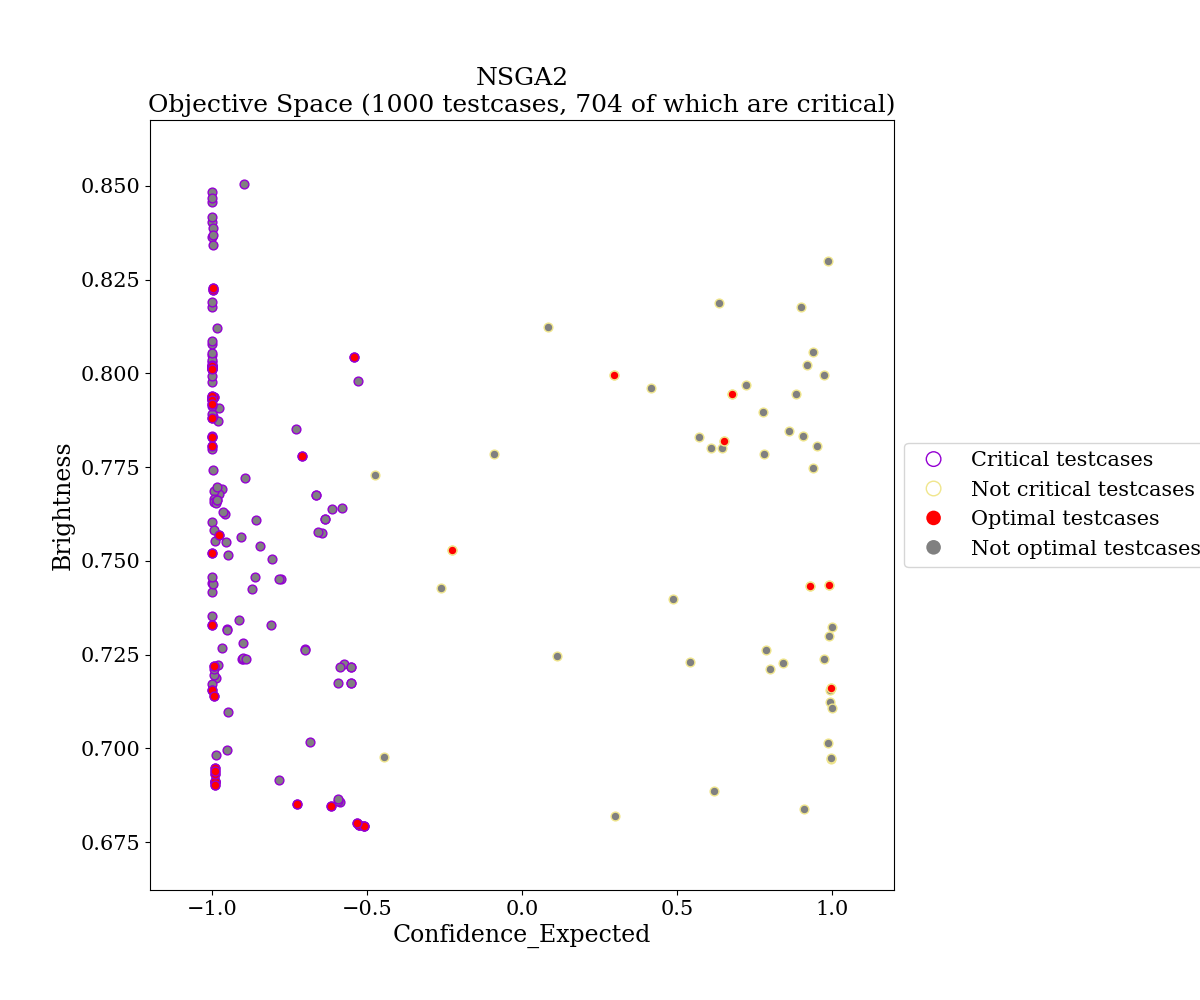 NSGA2
Objective Space (1000 testcases, 704 of which are critical)
0.850
0.825
0.800
0.775
0.750
0.725
0.700
0.675
Brightness
−1.0
−0.5
0.0
0.5
1.0
Confidence_Expected
Critical testcases
Not critical testcases
Optimal testcases
Not optimal testcases